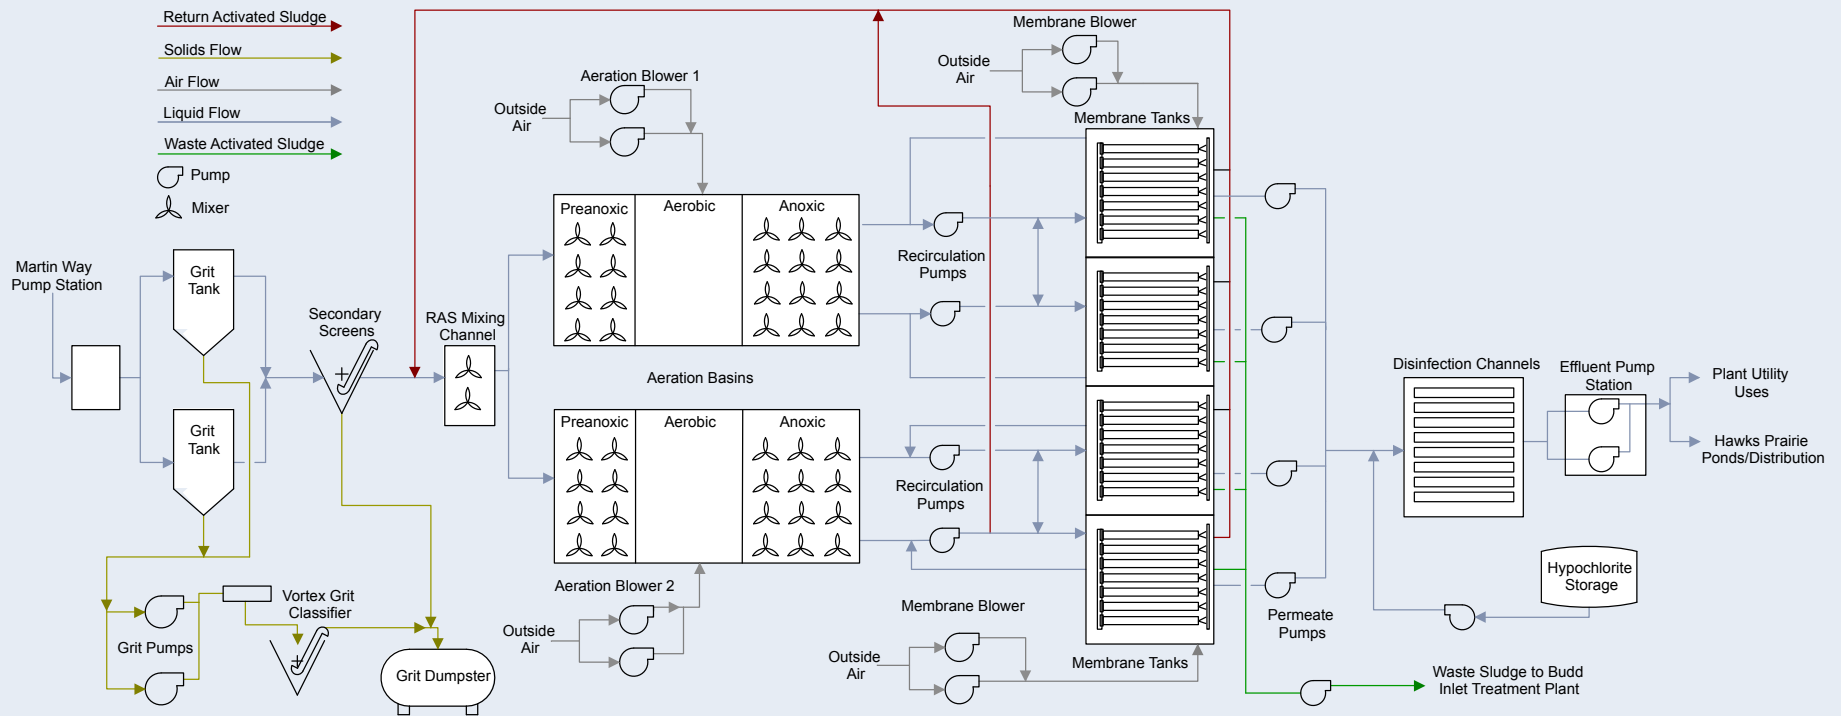 Return Activated Sludge
Solids Flow
Air Flow
Liquid Flow
Waste Activated Sludge
Pump
Mixer
Martin Way
Pump Station
Grit
Tank
Grit
Tank
Secondary
Screens
RAS Mixing
Channel
Grit Pumps
Vortex Grit
Classifier
Grit Dumpster
Aeration Blower 1
Outside
Air
Preanoxic
Aerobic
Anoxic
Aeration Basins
Preanoxic
Aerobic
Anoxic
Aeration Blower 2
Outside
Air
Recirculation
Pumps
Recirculation
Pumps
Membrane Blower
Outside
Air
Membrane Tanks
Membrane Blower
Outside
Air
Membrane Tanks
Permeate
Pumps
Disinfection Channels
Effluent Pump
Station
Plant Utility
Uses
Hawks Prairie
Ponds/Distribution
Hypochlorite
Storage
Waste Sludge to Budd
Inlet Treatment Plant